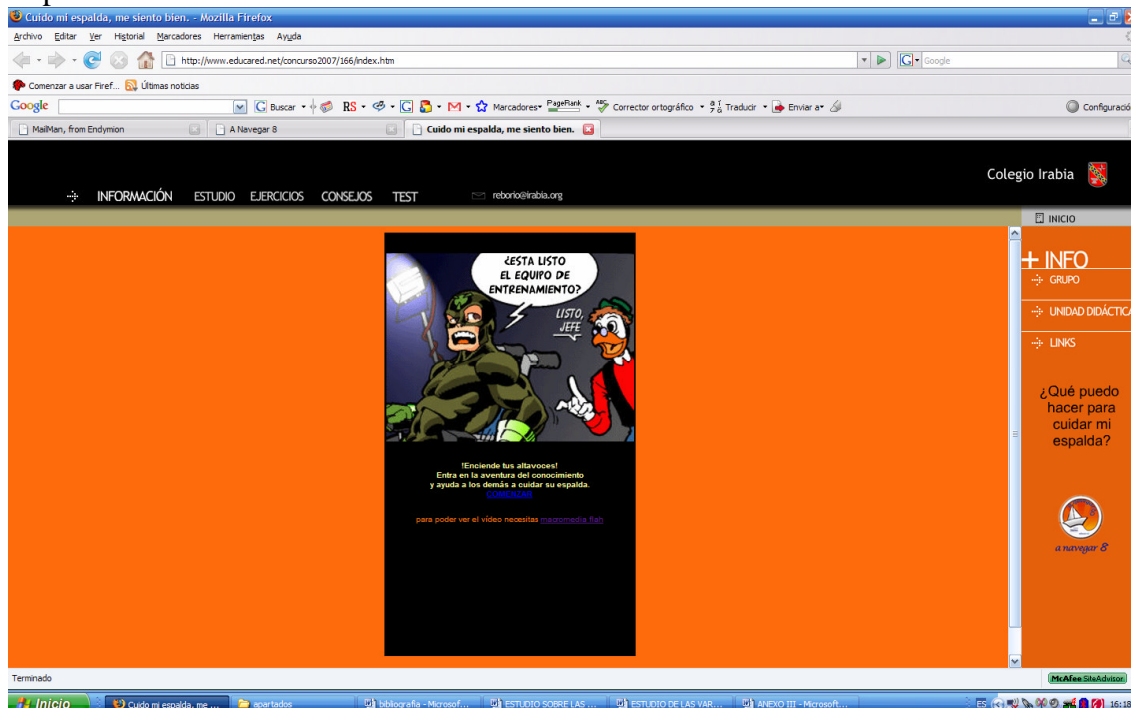 Cuido mi espalda, me siento bien. - Mozilla Firefox
Archivo Editar Ver Historial Marcadores Herramientas Ayuda
http://www.educared.net/concurso2007/166/index.htm
Google
Comenzar a usar Firef... Últimas noticias
Google Buscar RS Marcadores PageRank Corrector ortográfico Traducir Enviar a
MailMan, from Endymion A Navegar 8 Cuido mi espalda, me siento bien.
Colegio Irabia
INFORMACIÓN ESTUDIO EJERCICIOS CONSEJOS TEST reborio@irabia.org
INICIO
¿ESTA LISTO
EL EQUIPO DE
ENTRENAMIENTO?
LISTO,
JEFE
+ INFO
GRUPO
UNIDAD DIDÁCTICA
LINKS
¿Qué puedo
hacer para
cuidar mi
espalda?
a navegar 8
!Enciende tus altavoces!
Entra en la aventura del conocimiento
y ayuda a los demás a cuidar su espalda.
COMENZAR
para poder ver el vídeo necesitas macromedia flah
Terminado
McAfee SiteAdvisor
Inicio Cuido mi espalda, me ... apartados bibliografia - Microsof... ESTUDIO SOBRE LAS ... ESTUDIO DE LAS VAR... ANEXO III - Microsoft... ES 16:18